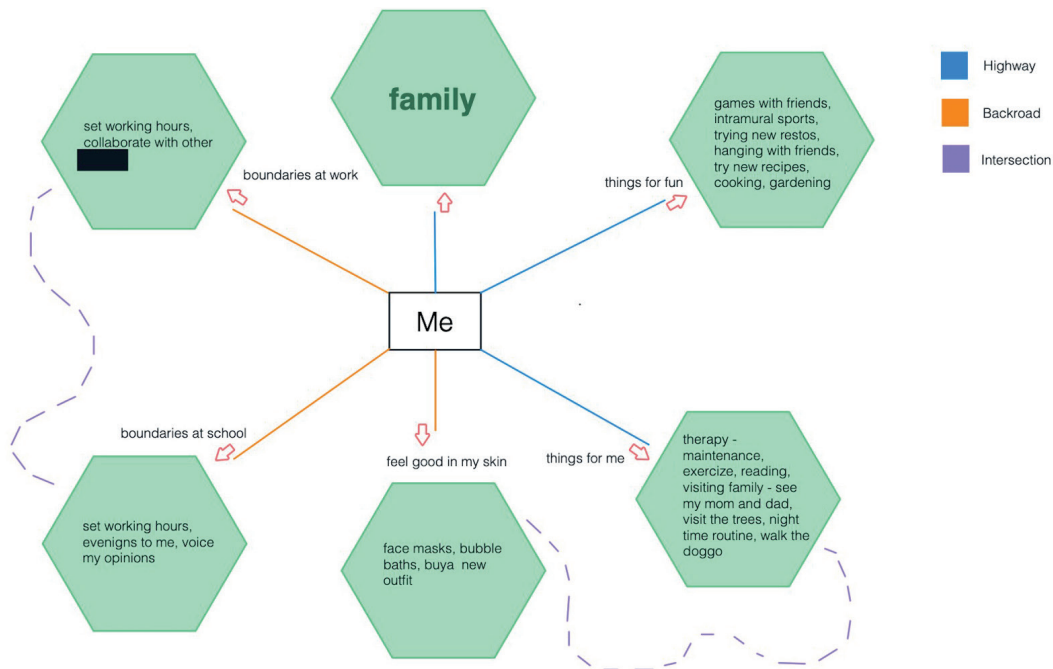 family
Highway
Backroad
Intersection
set working hours,
collaborate with other
boundaries at work
games with friends,
intramural sports,
trying new restos,
hanging with friends,
try new recipes,
cooking, gardening
things for fun
Me
boundaries at school
feel good in my skin
things for me
set working hours,
evenigns to me, voice
my opinions
face masks, bubble
baths, buya  new
outfit
therapy -
maintenance,
exercize, reading,
visiting family - see
my mom and dad,
visit the trees, night
time routine, walk the
doggo